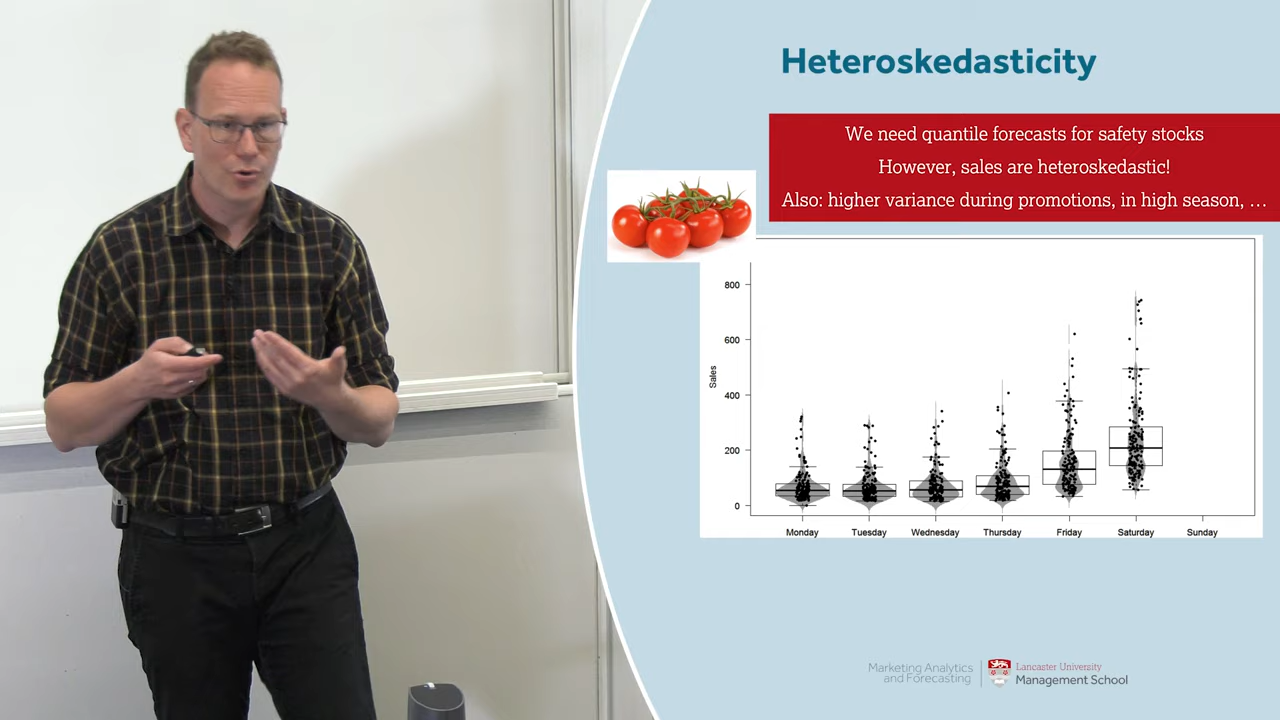 Heteroskedasticity
We need quantile forecasts for safety stocks
However, sales are heteroskedastic!
Also: higher variance during promotions, in high season, …
800
600
400
200
0
Sales
Monday Tuesday Wednesday Thursday Friday Saturday Sunday
Marketing Analytics
and Forecasting
Lancaster University
Management School